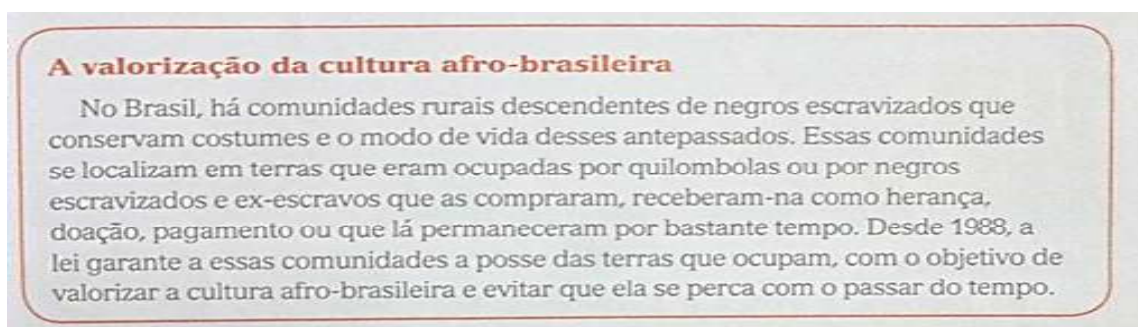 A valorização da cultura afro-brasileira
No Brasil, há comunidades rurais descendentes de negros escravizados que
conservam costumes e o modo de vida desses antepassados. Essas comunidades
se localizam em terras que eram ocupadas por quilombolas ou por negros
escravizados e ex-escravos que as compraram, receberam-na como herança,
doação, pagamento ou que lá permaneceram por bastante tempo. Desde 1988, a
lei garante a essas comunidades a posse das terras que ocupam, com o objetivo de
valorizar a cultura afro-brasileira e evitar que ela se perca com o passar do tempo.